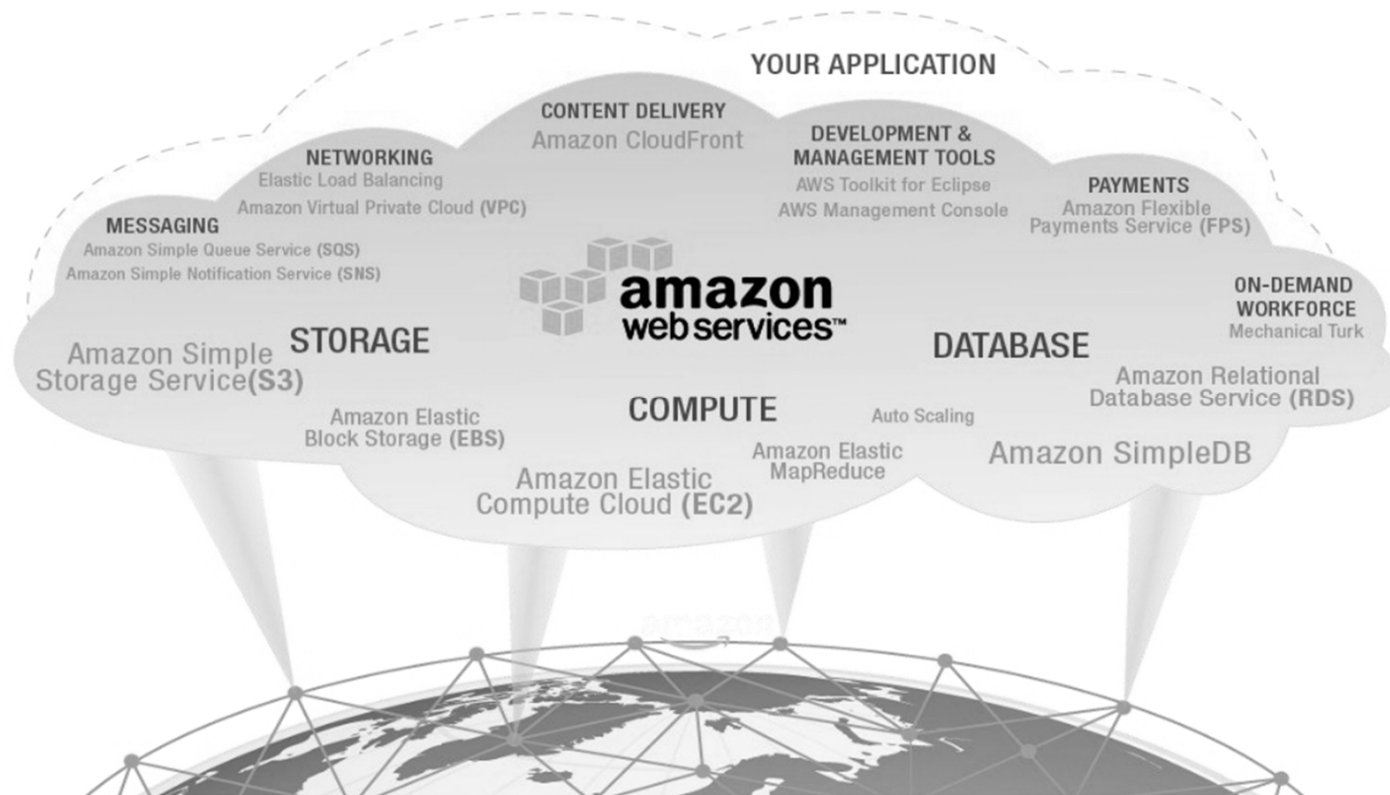 YOUR APPLICATION
CONTENT DELIVERY
Amazon CloudFront
DEVELOPMENT &
MANAGEMENT TOOLS
AWS Toolkit for Eclipse
AWS Management Console
NETWORKING
Elastic Load Balancing
Amazon Virtual Private Cloud (VPC)
PAYMENTS
Amazon Flexible
Payments Service (FPS)
MESSAGING
Amazon Simple Queue Service (SQS)
Amazon Simple Notification Service (SNS)
amazon
web services™
ON-DEMAND
WORKFORCE
Mechanical Turk
STORAGE
Amazon Simple
Storage Service(S3)
Amazon Elastic
Block Storage (EBS)
COMPUTE
Auto Scaling
Amazon Elastic
MapReduce
Amazon Elastic
Compute Cloud (EC2)
DATABASE
Amazon Relational
Database Service (RDS)
Amazon SimpleDB
amazon